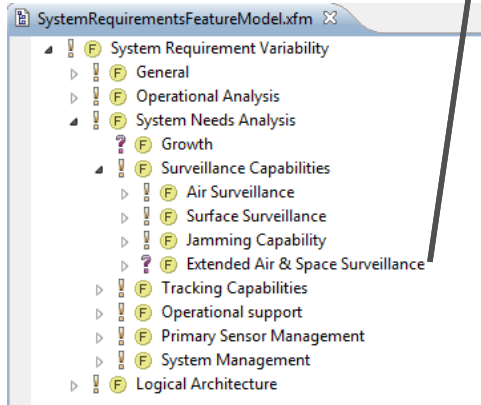 SystemRequirementsFeatureModel.xfm
! F System Requirement Variability
! F General
! F Operational Analysis
! F System Needs Analysis
? F Growth
! F Surveillance Capabilities
! F Air Surveillance
! F Surface Surveillance
! F Jamming Capability
? F Extended Air & Space Surveillance
! F Tracking Capabilities
! F Operational support
! F Primary Sensor Management
! F System Management
! F Logical Architecture